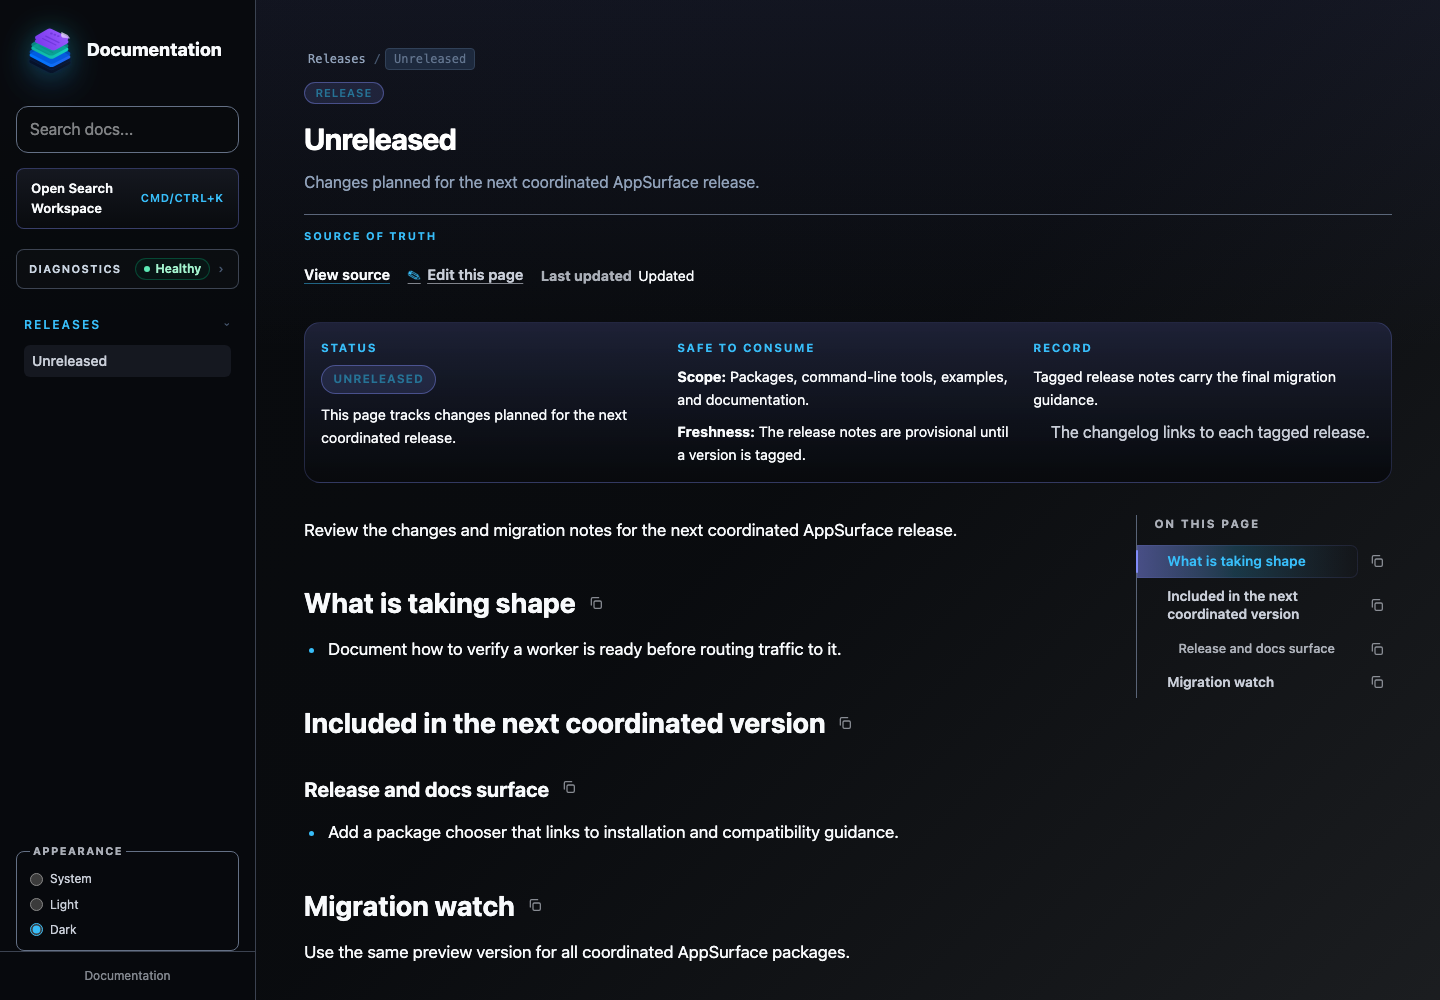 Documentation
Search docs...
Open Search
Workspace
CMD/CTRL+K
DIAGNOSTICS
Healthy
RELEASES
Unreleased
APPEARANCE
System
Light
Dark
Documentation
Releases / Unreleased
RELEASE
Unreleased
Changes planned for the next coordinated AppSurface release.
SOURCE OF TRUTH
View source
Edit this page
Last updated Updated
STATUS
UNRELEASED
This page tracks changes planned for the next
coordinated release.
SAFE TO CONSUME
Scope: Packages, command-line tools, examples,
and documentation.
Freshness: The release notes are provisional until
a version is tagged.
RECORD
Tagged release notes carry the final migration
guidance.
The changelog links to each tagged release.
Review the changes and migration notes for the next coordinated AppSurface release.
What is taking shape
Document how to verify a worker is ready before routing traffic to it.
Included in the next coordinated version
Release and docs surface
Add a package chooser that links to installation and compatibility guidance.
Migration watch
Use the same preview version for all coordinated AppSurface packages.
ON THIS PAGE
What is taking shape
Included in the next
coordinated version
Release and docs surface
Migration watch